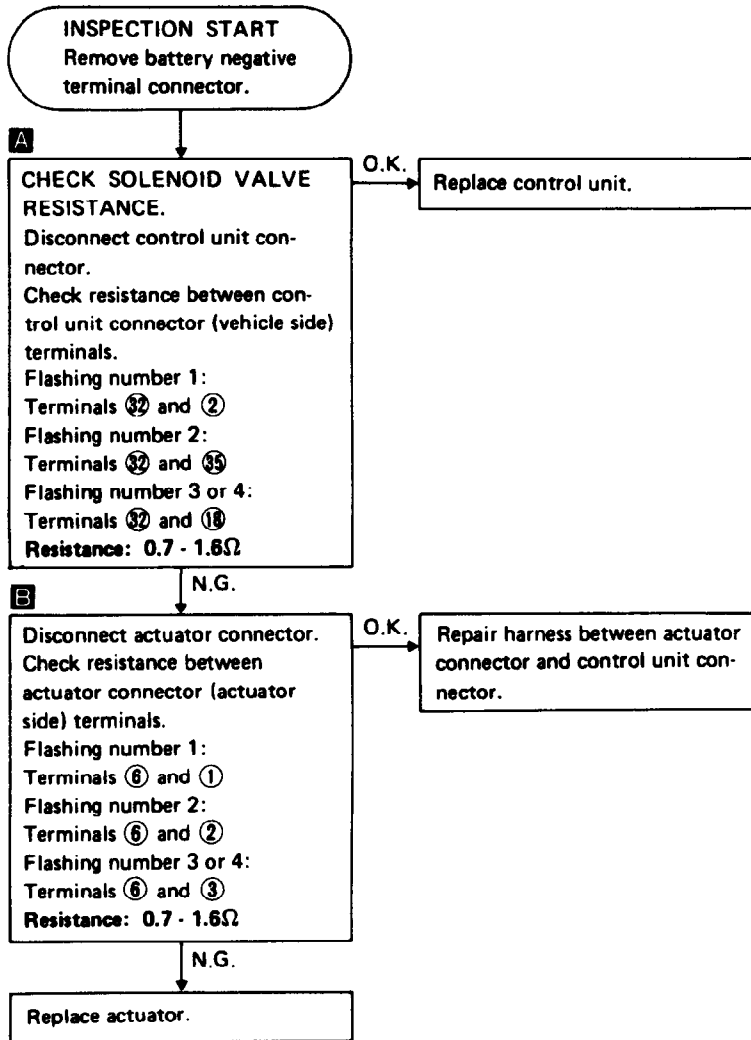 INSPECTION START
Remove battery negative
terminal connector.
A
CHECK SOLENOID VALVE
RESISTANCE.
Disconnect control unit con-
nector.
Check resistance between con-
trol unit connector (vehicle side)
terminals.
Flashing number 1:
Terminals 32 and 2
Flashing number 2:
Terminals 32 and 35
Flashing number 3 or 4:
Terminals 32 and 18
Resistance: 0.7 - 1.6Ω
O.K.
Replace control unit.
N.G.
B
Disconnect actuator connector.
Check resistance between
actuator connector (actuator
side) terminals.
Flashing number 1:
Terminals 6 and 1
Flashing number 2:
Terminals 6 and 2
Flashing number 3 or 4:
Terminals 6 and 3
Resistance: 0.7 - 1.6Ω
O.K.
Repair harness between actuator
connector and control unit con-
nector.
N.G.
Replace actuator.